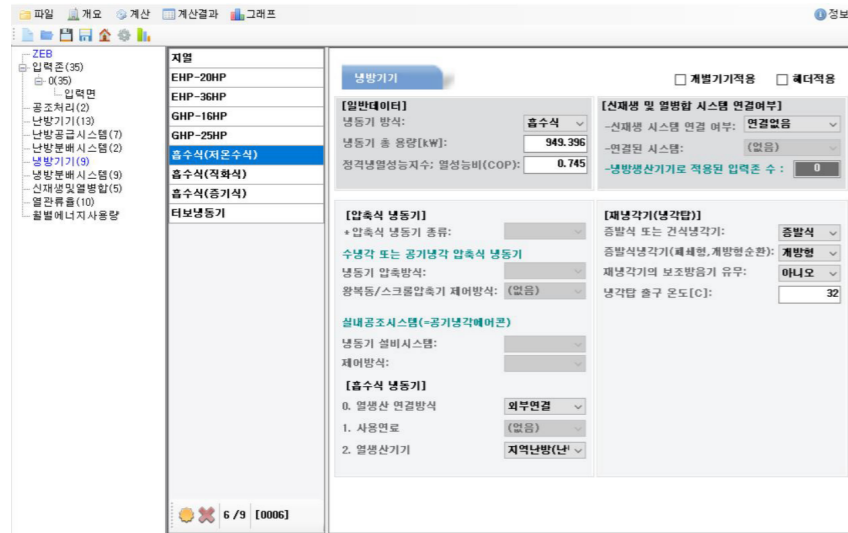 파일 개요 계산 계산결과 그래프 정보
ZEB
입력존(35)
0(35)
입력면
공조처리(2)
난방기기(13)
난방공급시스템(7)
난방분배시스템(2)
냉방기기(9)
냉방분배시스템(9)
신재생및열병합(5)
열관류율(10)
월별에너지사용량
지열
EHP-20HP
EHP-36HP
GHP-16HP
GHP-25HP
흡수식(저온수식)
흡수식(직화식)
흡수식(증기식)
터보냉동기
6 /9 [0006]
냉방기기
개별기기적용 헤더적용
[일반데이터]
냉동기 방식: 흡수식
냉동기 총 용량[kW]: 949.396
정격냉열성능지수; 열성능비(COP): 0.745
[신재생 및 열병합 시스템 연결여부]
-신재생 시스템 연결 여부: 연결없음
-연결된 시스템: (없음)
-냉방생산기기로 적용된 입력존 수 : 0
[압축식 냉동기]
*압축식 냉동기 종류:
수냉각 또는 공기냉각 압축식 냉동기
냉동기 압축방식:
왕복동/스크롤압축기 제어방식: (없음)
실내공조시스템(=공기냉각에어콘)
냉동기 설비시스템:
제어방식:
[흡수식 냉동기]
0. 열생산 연결방식 외부연결
1. 사용연료 (없음)
2. 열생산기기 지역난방(난
[재냉각기(냉각탑)]
증발식 또는 건식냉각기: 증발식
증발식냉각기(폐쇄형,개방형순환): 개방형
재냉각기의 보조방음기 유무: 아니오
냉각탑 출구 온도[C]: 32